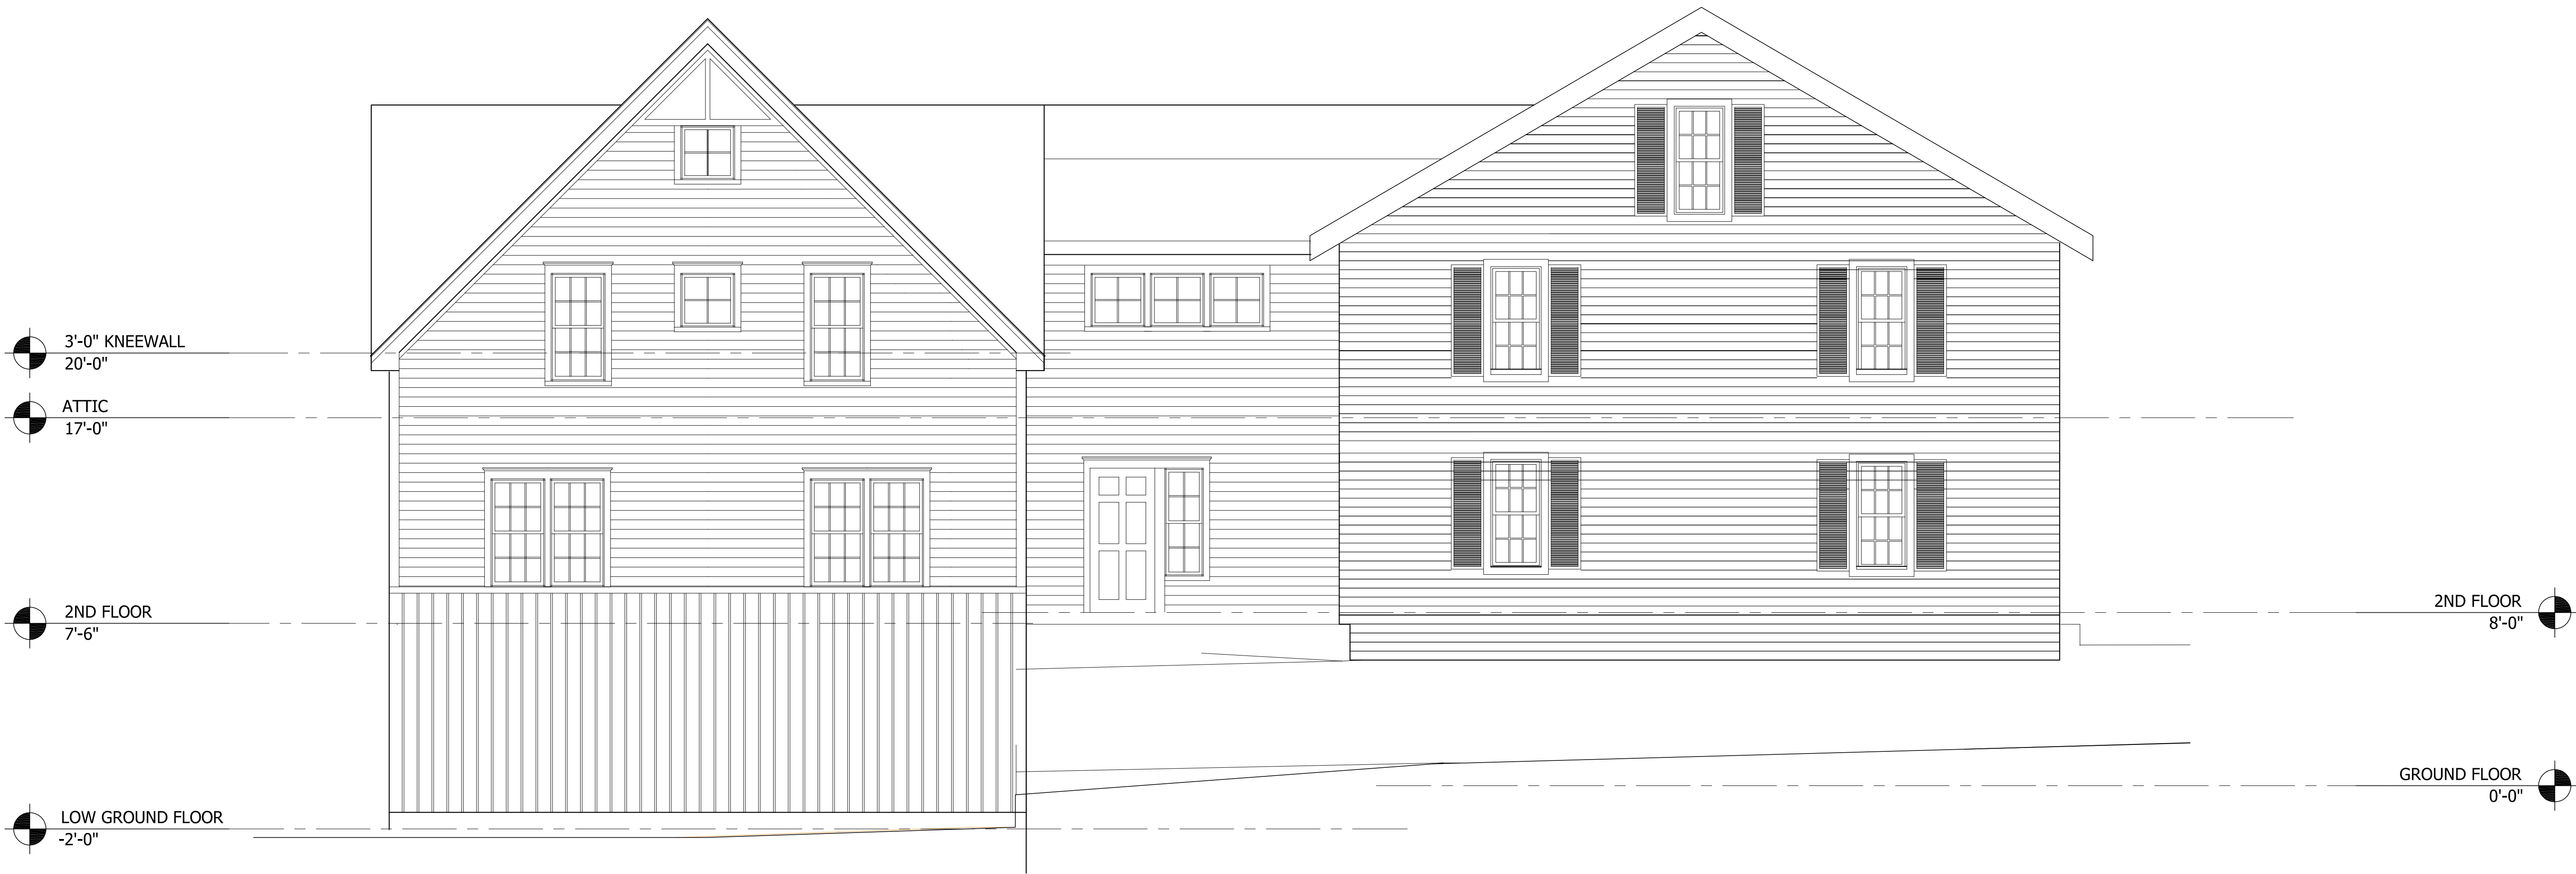 3'-0" KNEEWALL
20'-0"
ATTIC
17'-0"
2ND FLOOR
7'-6"
LOW GROUND FLOOR
-2'-0"
2ND FLOOR
8'-0"
GROUND FLOOR
0'-0"